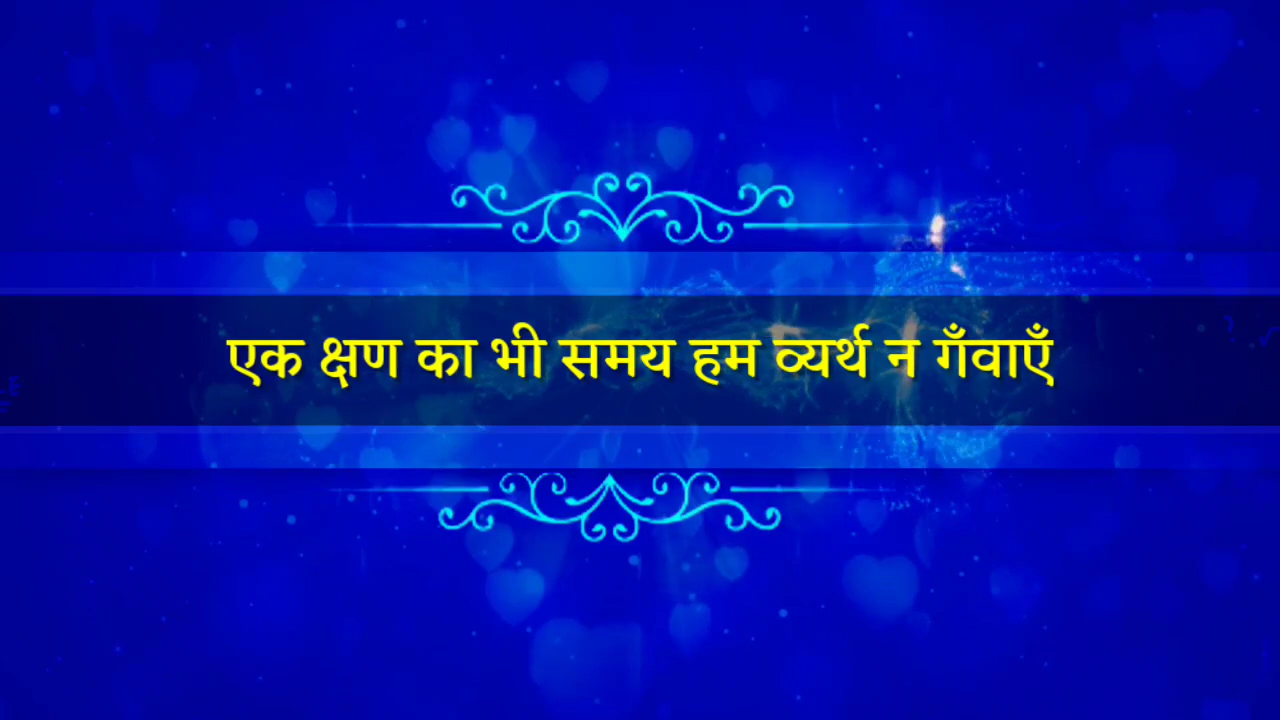 एक क्षण का भी समय हम व्यर्थ न गँवाएँ